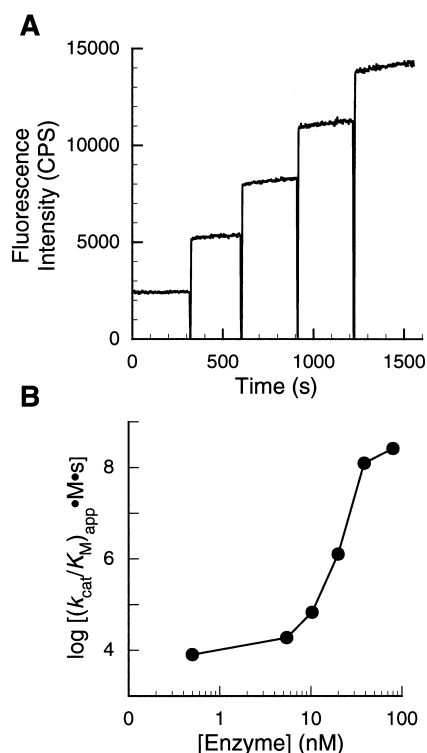 A
15000
10000
5000
0
Fluorescence
Intensity (CPS)
0 500 1000 1500
Time (s)
B
8
6
4
log [(kcat/KM)app •M•s]
0 1 10 100
[Enzyme] (nM)